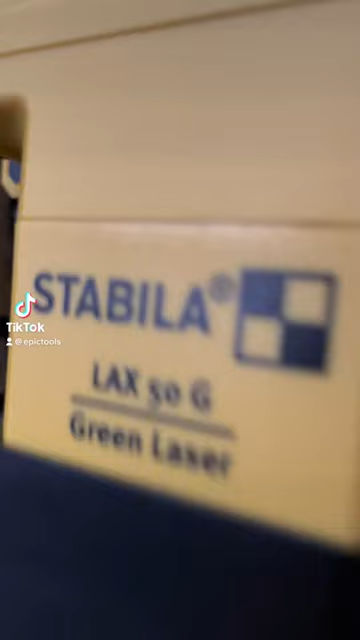 STABILA®
TikTok
@epictools
LAX 50 G
Green Laser